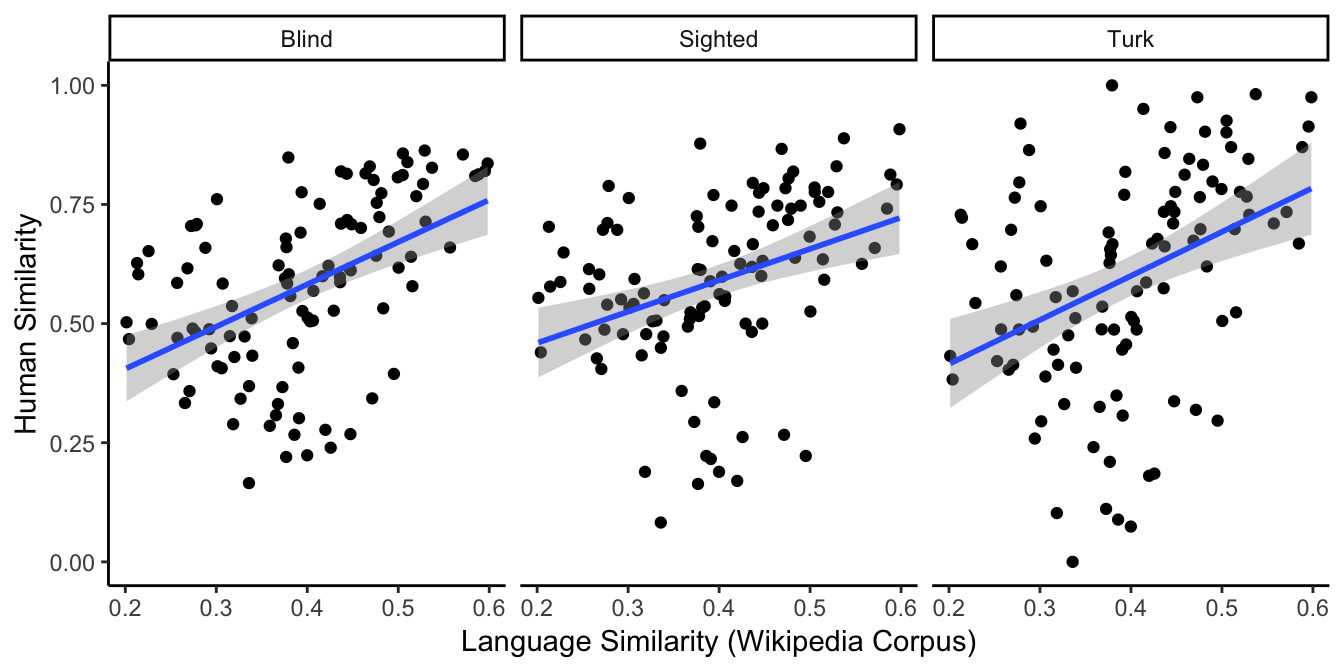 Blind Sighted Turk
1.00
0.75
0.50
0.25
0.00
Human Similarity
0.2 0.3 0.4 0.5 0.6 0.2 0.3 0.4 0.5 0.6 0.2 0.3 0.4 0.5 0.6
Language Similarity (Wikipedia Corpus)